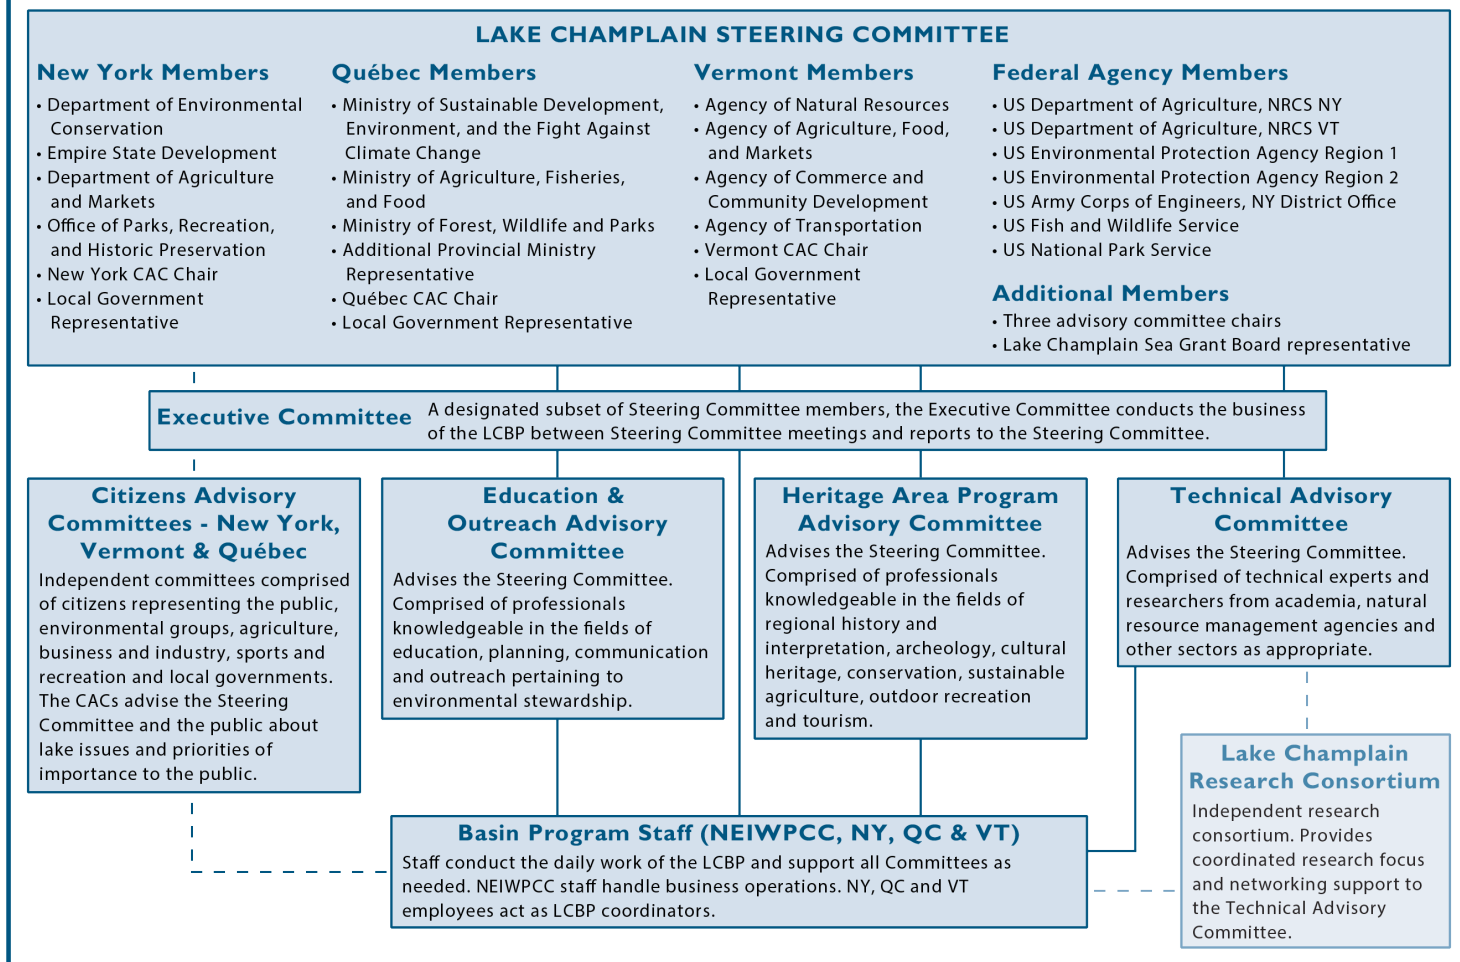 LAKE CHAMPLAIN STEERING COMMITTEE
New York Members
• Department of Environmental
Conservation
• Empire State Development
• Department of Agriculture
and Markets
• Office of Parks, Recreation,
and Historic Preservation
• New York CAC Chair
• Local Government
Representative
Québec Members
• Ministry of Sustainable Development,
Environment, and the Fight Against
Climate Change
• Ministry of Agriculture, Fisheries,
and Food
• Ministry of Forest, Wildlife and Parks
• Additional Provincial Ministry
Representative
• Québec CAC Chair
• Local Government Representative
Vermont Members
• Agency of Natural Resources
• Agency of Agriculture, Food,
and Markets
• Agency of Commerce and
Community Development
• Agency of Transportation
• Vermont CAC Chair
• Local Government
Representative
Federal Agency Members
• US Department of Agriculture, NRCS NY
• US Department of Agriculture, NRCS VT
• US Environmental Protection Agency Region 1
• US Environmental Protection Agency Region 2
• US Army Corps of Engineers, NY District Office
• US Fish and Wildlife Service
• US National Park Service
Additional Members
• Three advisory committee chairs
• Lake Champlain Sea Grant Board representative
Executive Committee
A designated subset of Steering Committee members, the Executive Committee conducts the business
of the LCBP between Steering Committee meetings and reports to the Steering Committee.
Citizens Advisory
Committees - New York,
Vermont & Québec
Independent committees comprised
of citizens representing the public,
environmental groups, agriculture,
business and industry, sports and
recreation and local governments.
The CACs advise the Steering
Committee and the public about
lake issues and priorities of
importance to the public.
Education &
Outreach Advisory
Committee
Advises the Steering Committee.
Comprised of professionals
knowledgeable in the fields of
education, planning, communication
and outreach pertaining to
environmental stewardship.
Heritage Area Program
Advisory Committee
Advises the Steering Committee.
Comprised of professionals
knowledgeable in the fields of
regional history and
interpretation, archeology, cultural
heritage, conservation, sustainable
agriculture, outdoor recreation
and tourism.
Technical Advisory
Committee
Advises the Steering Committee.
Comprised of technical experts and
researchers from academia, natural
resource management agencies and
other sectors as appropriate.
Lake Champlain
Research Consortium
Independent research
consortium. Provides
coordinated research focus
and networking support to
the Technical Advisory
Committee.
Basin Program Staff (NEIWPCC, NY, QC & VT)
Staff conduct the daily work of the LCBP and support all Committees as
needed. NEIWPCC staff handle business operations. NY, QC and VT
employees act as LCBP coordinators.